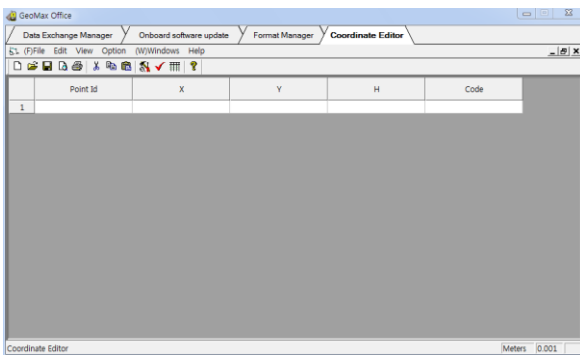 GeoMax Office
Data Exchange Manager Onboard software update Format Manager Coordinate Editor
(F)File Edit View Option (W)Windows Help
Point Id X Y H Code
1
Coordinate Editor Meters 0.001